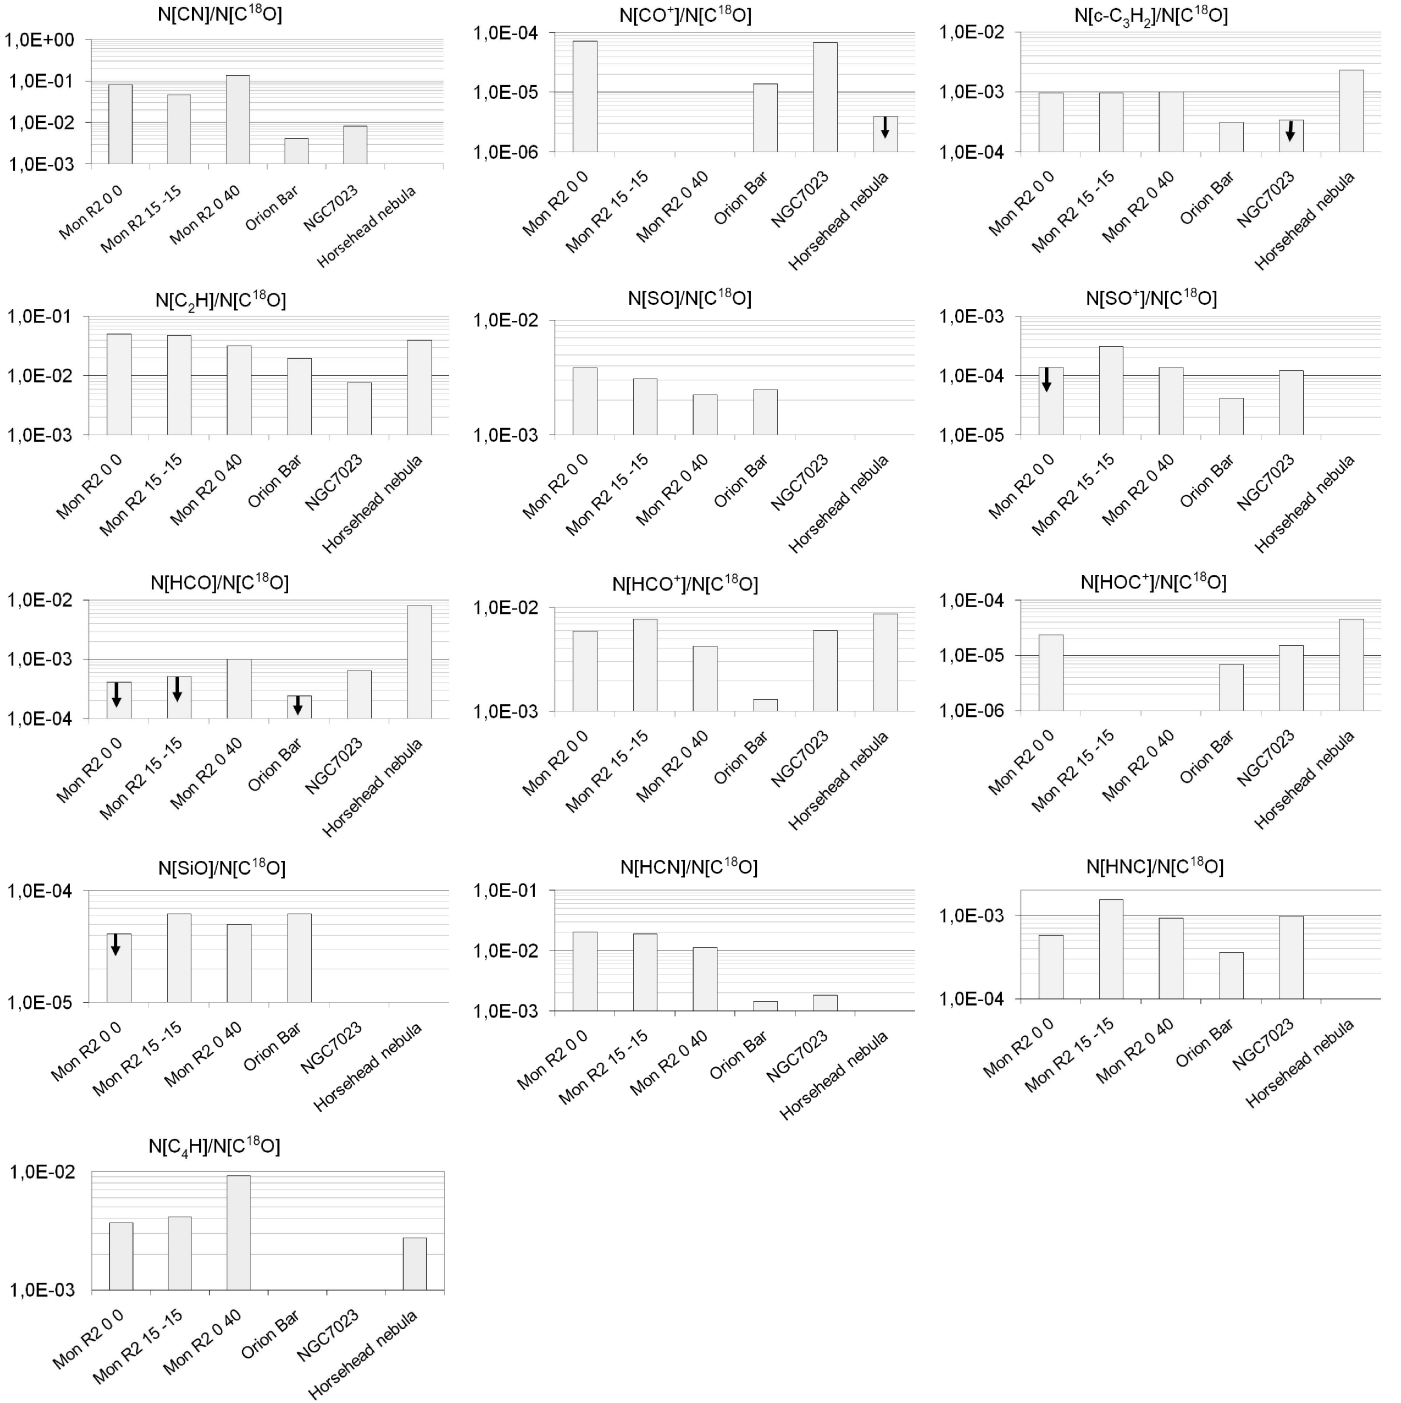 N[CN]/N[C¹⁸O]
1,0E+00
1,0E-01
1,0E-02
1,0E-03
Mon R2 0 0
Mon R2 15 -15
Mon R2 0 40
Orion Bar
NGC7023
Horsehead nebula
N[CO⁺]/N[C¹⁸O]
1,0E-04
1,0E-05
1,0E-06
Mon R2 0 0
Mon R2 15 -15
Mon R2 0 40
Orion Bar
NGC7023
Horsehead nebula
N[c-C₃H₂]/N[C¹⁸O]
1,0E-02
1,0E-03
1,0E-04
Mon R2 0 0
Mon R2 15 -15
Mon R2 0 40
Orion Bar
NGC7023
Horsehead nebula
N[C₂H]/N[C¹⁸O]
1,0E-01
1,0E-02
1,0E-03
Mon R2 0 0
Mon R2 15 -15
Mon R2 0 40
Orion Bar
NGC7023
Horsehead nebula
N[SO]/N[C¹⁸O]
1,0E-02
1,0E-03
Mon R2 0 0
Mon R2 15 -15
Mon R2 0 40
Orion Bar
NGC7023
Horsehead nebula
N[SO⁺]/N[C¹⁸O]
1,0E-03
1,0E-04
1,0E-05
Mon R2 0 0
Mon R2 15 -15
Mon R2 0 40
Orion Bar
NGC7023
Horsehead nebula
N[HCO]/N[C¹⁸O]
1,0E-02
1,0E-03
1,0E-04
Mon R2 0 0
Mon R2 15 -15
Mon R2 0 40
Orion Bar
NGC7023
Horsehead nebula
N[HCO⁺]/N[C¹⁸O]
1,0E-02
1,0E-03
Mon R2 0 0
Mon R2 15 -15
Mon R2 0 40
Orion Bar
NGC7023
Horsehead nebula
N[HOC⁺]/N[C¹⁸O]
1,0E-04
1,0E-05
1,0E-06
Mon R2 0 0
Mon R2 15 -15
Mon R2 0 40
Orion Bar
NGC7023
Horsehead nebula
N[SiO]/N[C¹⁸O]
1,0E-04
1,0E-05
Mon R2 0 0
Mon R2 15 -15
Mon R2 0 40
Orion Bar
NGC7023
Horsehead nebula
N[HCN]/N[C¹⁸O]
1,0E-01
1,0E-02
1,0E-03
Mon R2 0 0
Mon R2 15 -15
Mon R2 0 40
Orion Bar
NGC7023
Horsehead nebula
N[HNC]/N[C¹⁸O]
1,0E-03
1,0E-04
Mon R2 0 0
Mon R2 15 -15
Mon R2 0 40
Orion Bar
NGC7023
Horsehead nebula
N[C₄H]/N[C¹⁸O]
1,0E-02
1,0E-03
Mon R2 0 0
Mon R2 15 -15
Mon R2 0 40
Orion Bar
NGC7023
Horsehead nebula